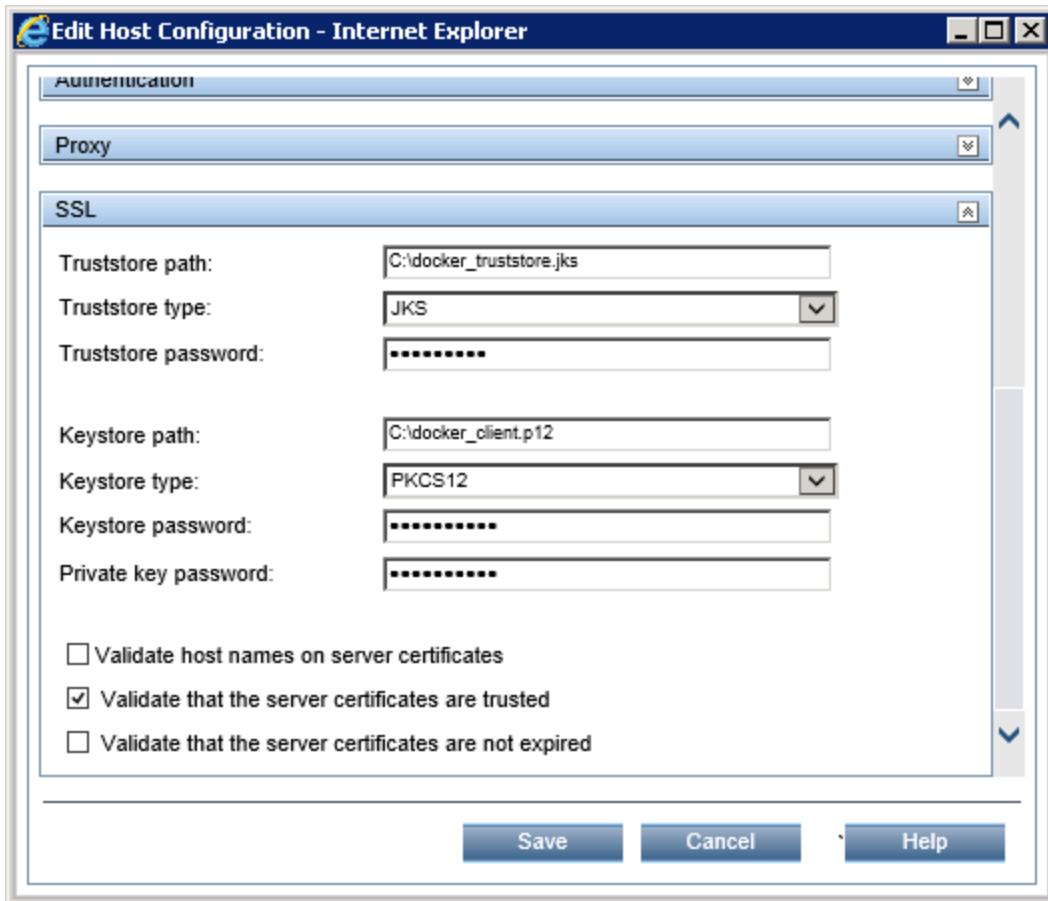 Edit Host Configuration - Internet Explorer
Authentication
Proxy
SSL
Truststore path: C:\docker_truststore.jks
Truststore type: JKS
Truststore password: •••••••••
Keystore path: C:\docker_client.p12
Keystore type: PKCS12
Keystore password: ••••••••••
Private key password: ••••••••••
Validate host names on server certificates
Validate that the server certificates are trusted
Validate that the server certificates are not expired
Save Cancel Help